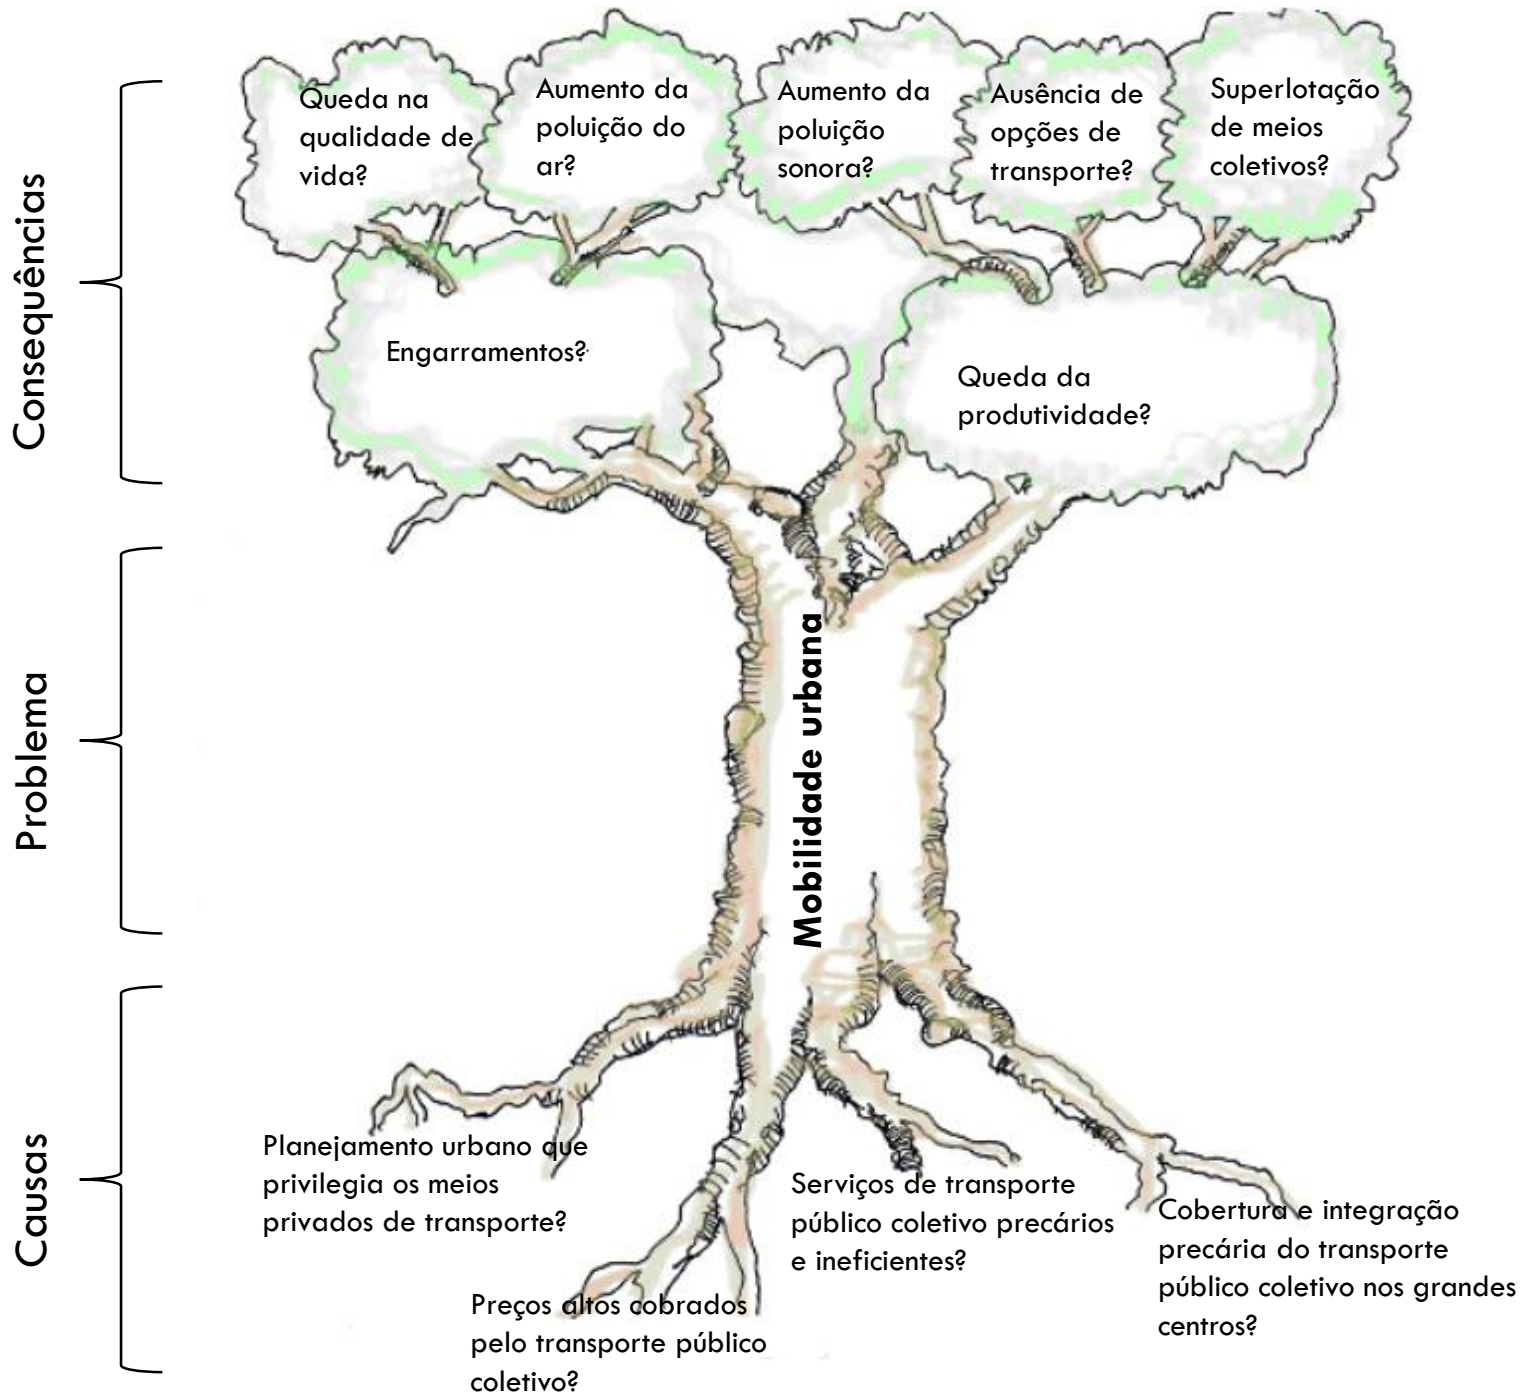 Consequências
Queda na
qualidade de
vida?
Aumento da
poluição do
ar?
Aumento da
poluição
sonora?
Ausência de
opções de
transporte?
Superlotação
de meios
coletivos?
Engarramentos?
Queda da
produtividade?
Problema
Mobilidade urbana
Causas
Planejamento urbano que
privilegia os meios
privados de transporte?
Preços altos cobrados
pelo transporte público
coletivo?
Serviços de transporte
público coletivo precários
e ineficientes?
Cobertura e integração
precária do transporte
público coletivo nos grandes
centros?